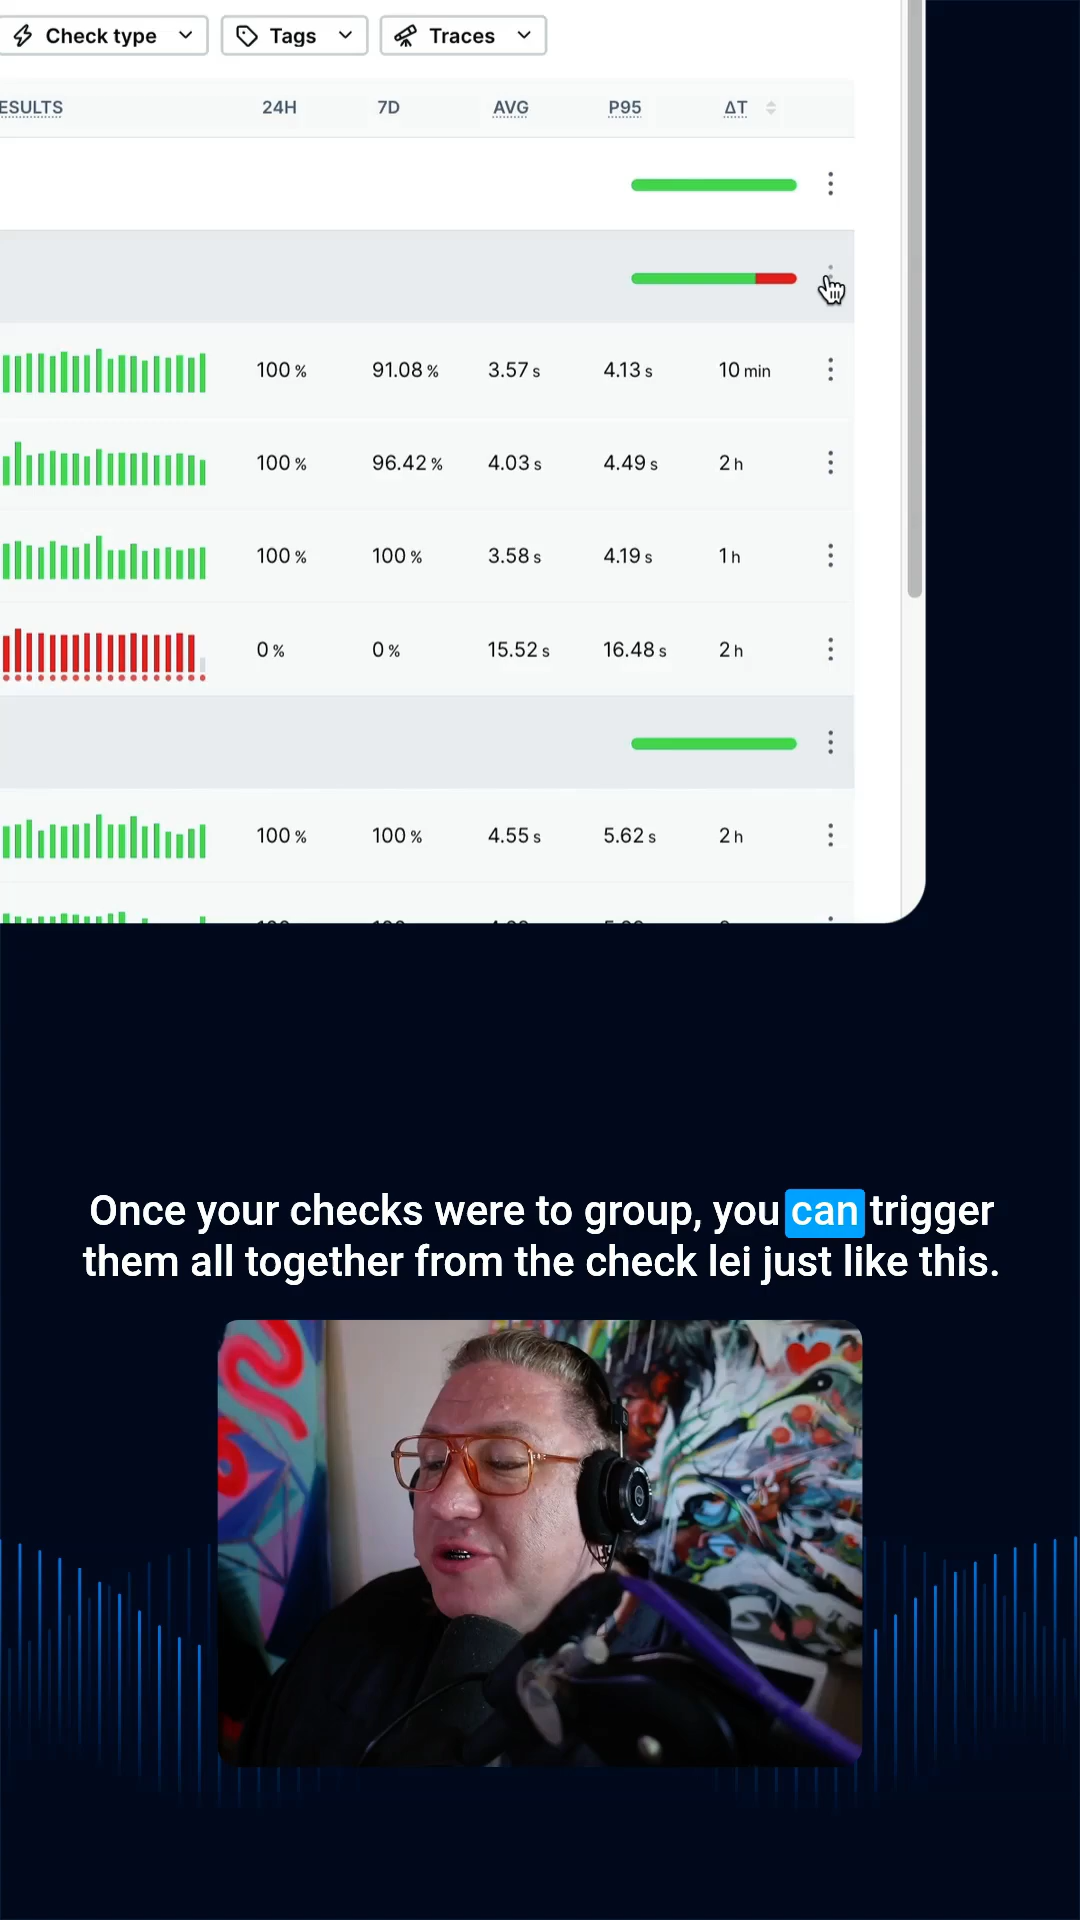 Check type Tags Traces
ESULTS 24H 7D AVG P95 ΔT
100 % 91.08 % 3.57 s 4.13 s 10 min
100 % 96.42 % 4.03 s 4.49 s 2 h
100 % 100 % 3.58 s 4.19 s 1 h
0 % 0 % 15.52 s 16.48 s 2 h
100 % 100 % 4.55 s 5.62 s 2 h
Once your checks were to group, you can trigger
them all together from the check lei just like this.